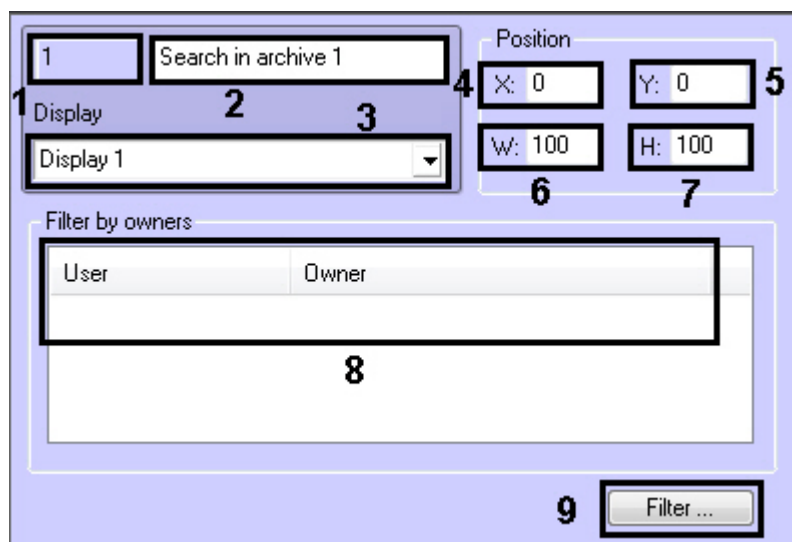 1 Search in archive 1
1 2 3
Display
Display 1
Position
4 X: 0 Y: 0 5
W: 100 H: 100
6 7
Filter by owners
User Owner
8
9 Filter ...